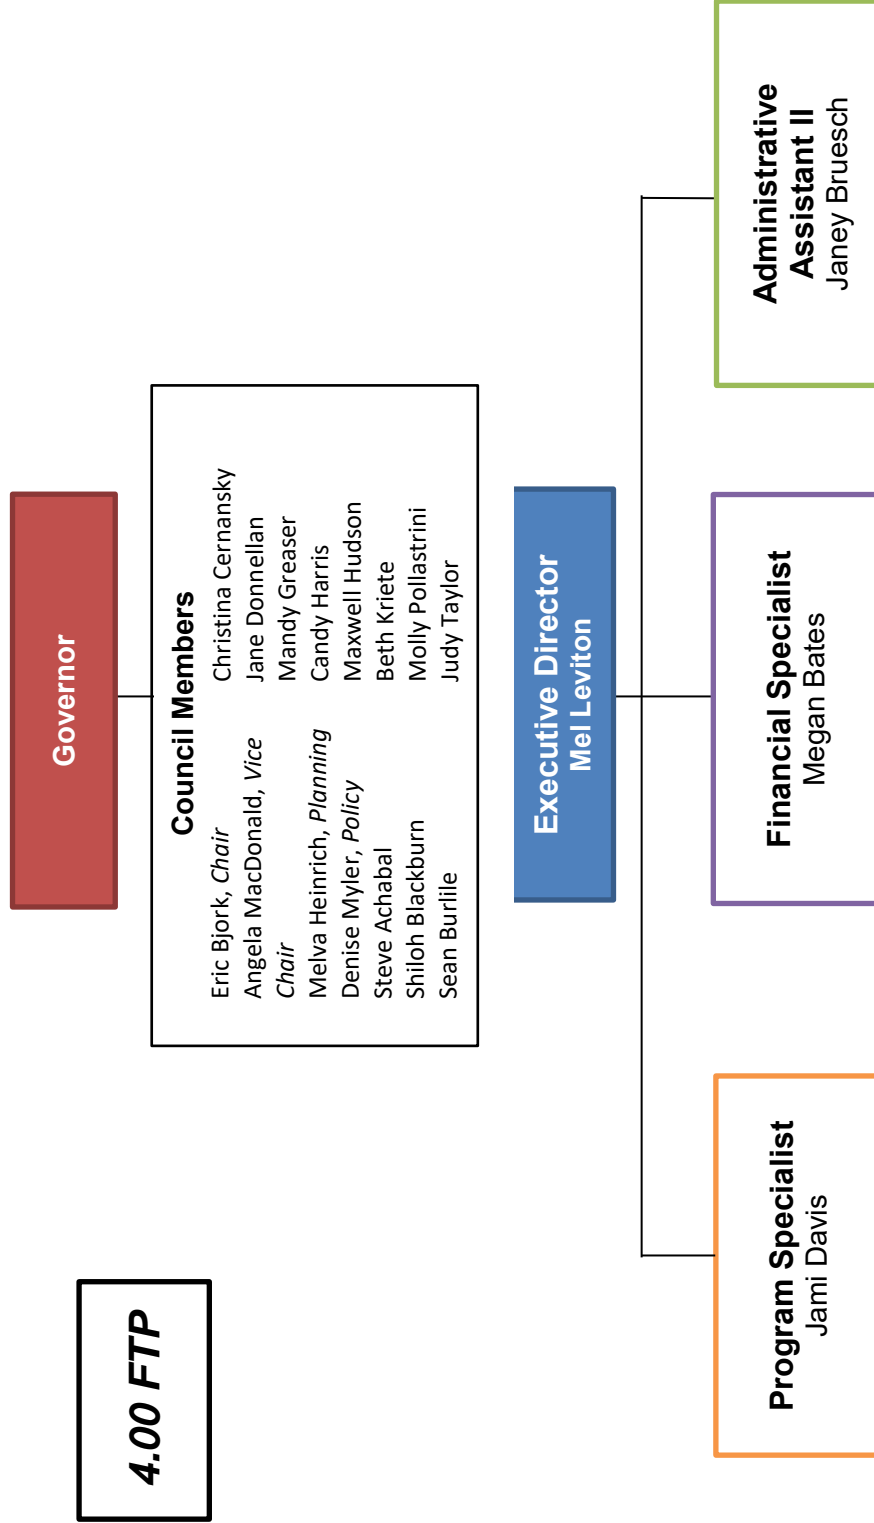 4.00 FTP
Governor
Council Members
Eric Bjork, Chair
Angela MacDonald, Vice
Chair
Melva Heinrich, Planning
Denise Myler, Policy
Steve Achabal
Shiloh Blackburn
Sean Burlile
Christina Cernansky
Jane Donnellan
Mandy Greaser
Candy Harris
Maxwell Hudson
Beth Kriete
Molly Pollastrini
Judy Taylor
Executive Director
Mel Leviton
Program Specialist
Jami Davis
Financial Specialist
Megan Bates
Administrative
Assistant II
Janey Bruesch